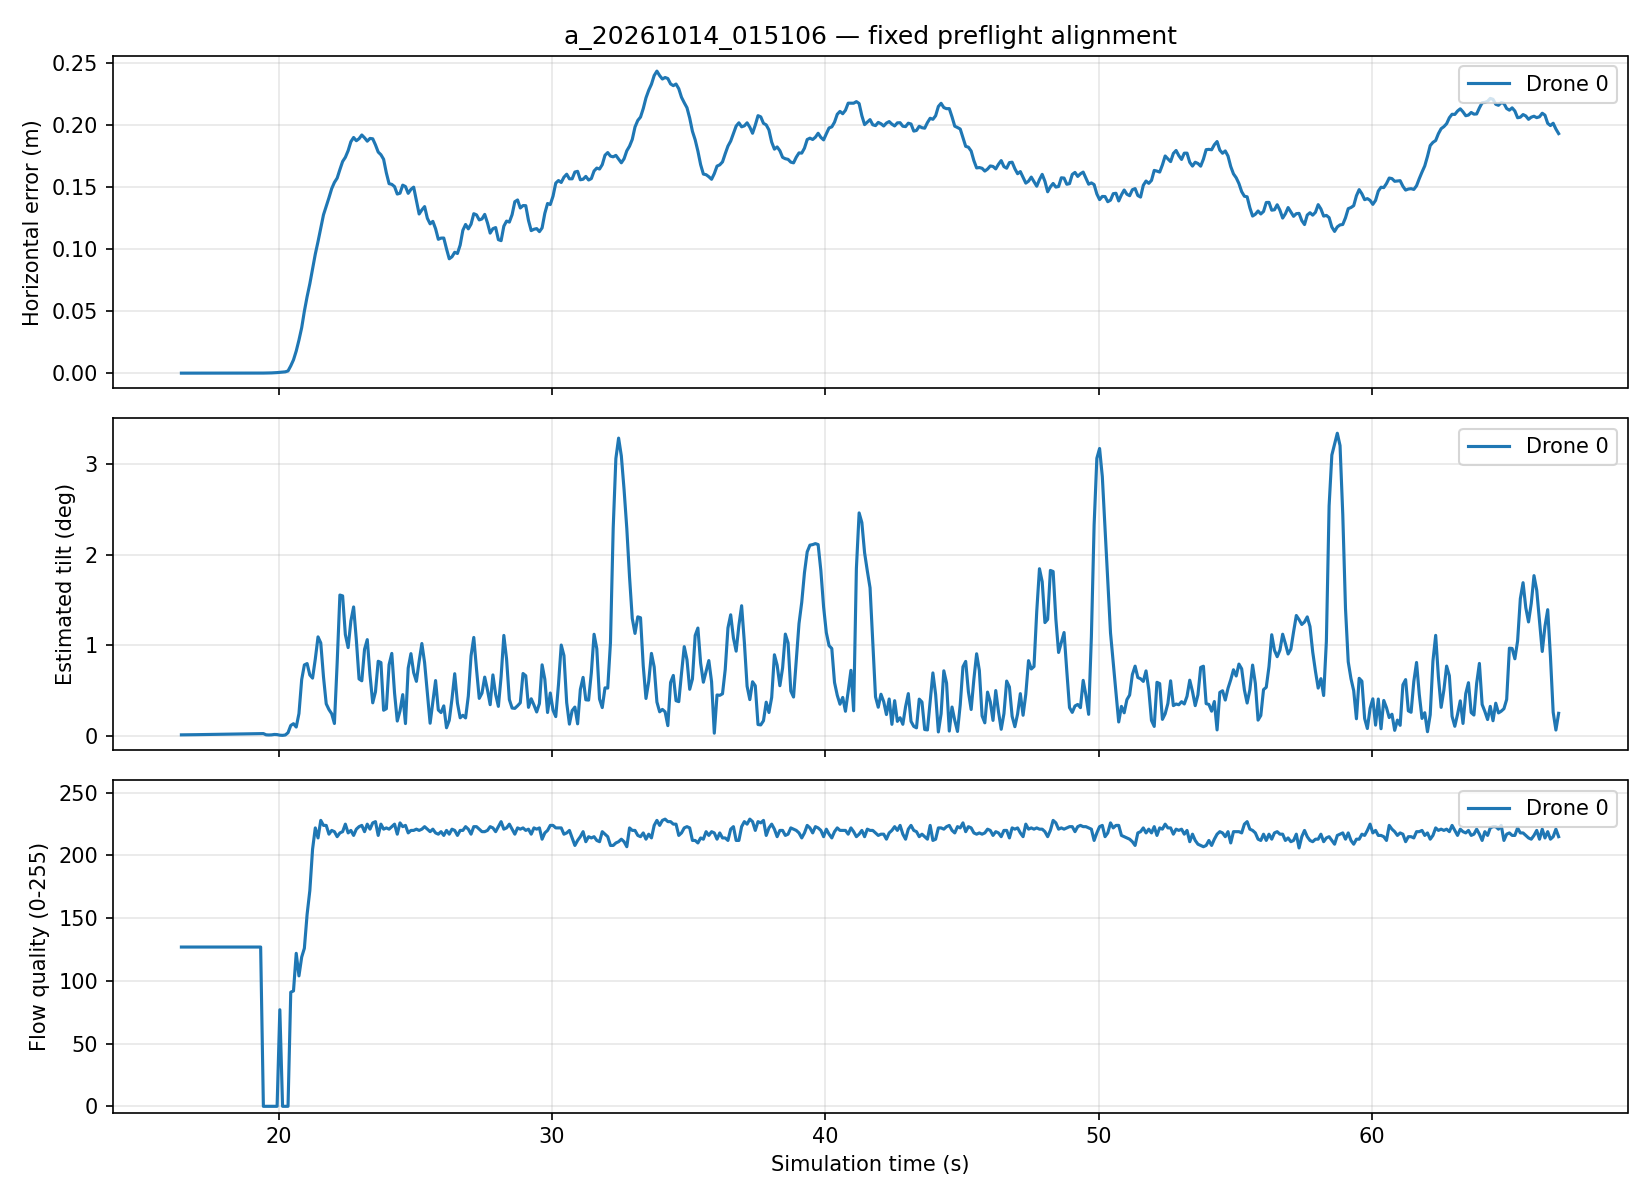 a_20261014_015106 — fixed preflight alignment
Horizontal error (m)
0.25
0.20
0.15
0.10
0.05
0.00
Drone 0
Estimated tilt (deg)
3
2
1
0
Drone 0
Flow quality (0-255)
250
200
150
100
50
0
Drone 0
20 30 40 50 60
Simulation time (s)